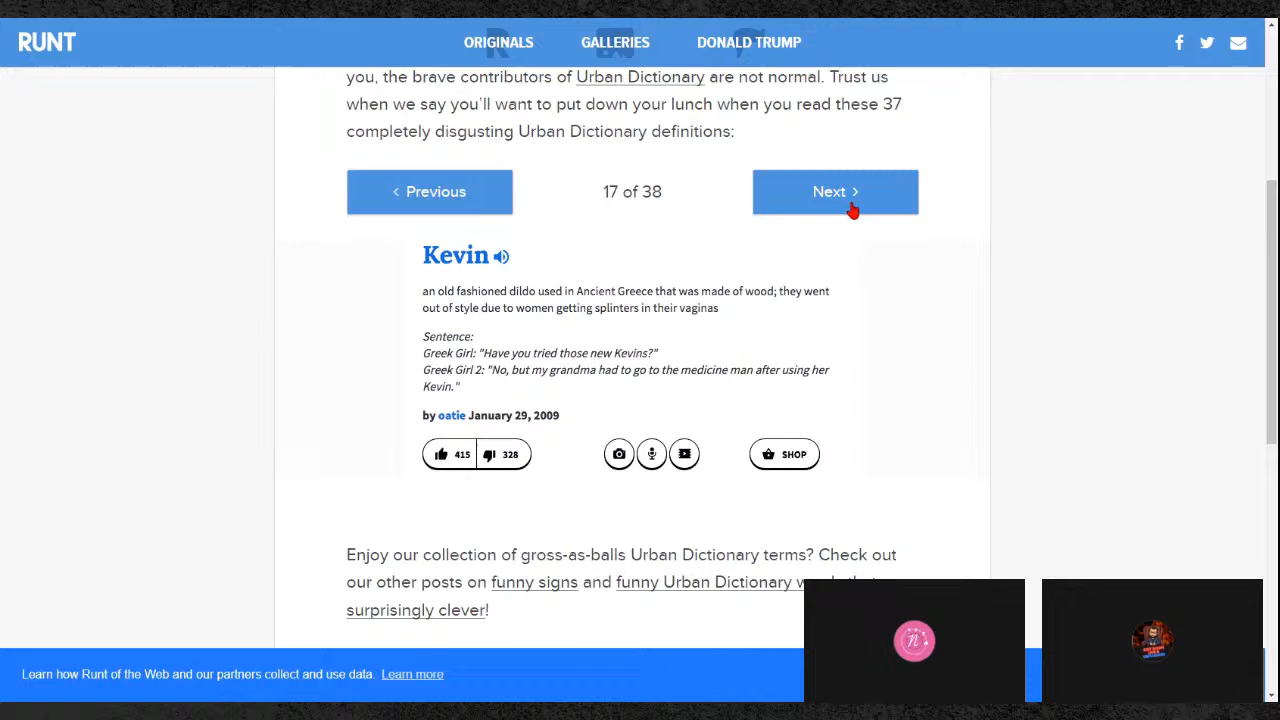 RUNT
ORIGINALS
GALLERIES
DONALD TRUMP
you, the brave contributors of Urban Dictionary are not normal. Trust us
when we say you'll want to put down your lunch when you read these 37
completely disgusting Urban Dictionary definitions:
Previous
17 of 38
Next
Kevin
an old fashioned dildo used in Ancient Greece that was made of wood; they went
out of style due to women getting splinters in their vaginas
Sentence:
Greek Girl: "Have you tried those new Kevins?"
Greek Girl 2: "No, but my grandma had to go to the medicine man after using her
Kevin."
by oatie January 29, 2009
415
328
SHOP
Enjoy our collection of gross-as-balls Urban Dictionary terms? Check out
our other posts on funny signs and funny Urban Dictionary
surprisingly clever!
Learn how Runt of the Web and our partners collect and use data. Learn more
n